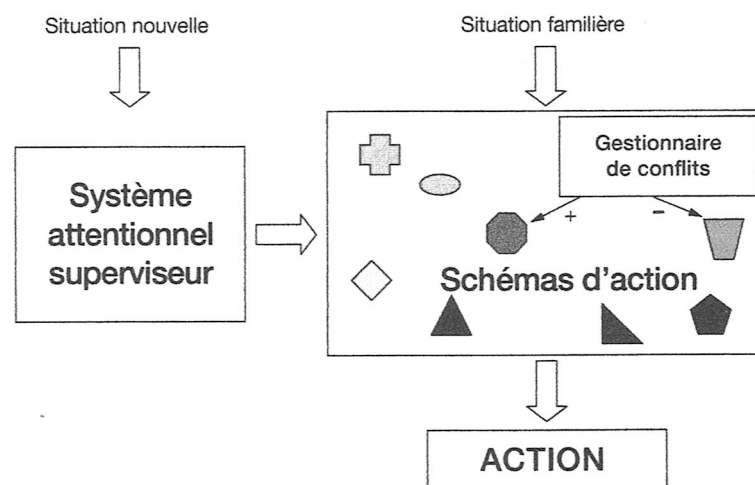 Situation nouvelle
Situation familière
Gestionnaire
de conflits
Système
attentionnel
superviseur
+ −
Schémas d'action
ACTION